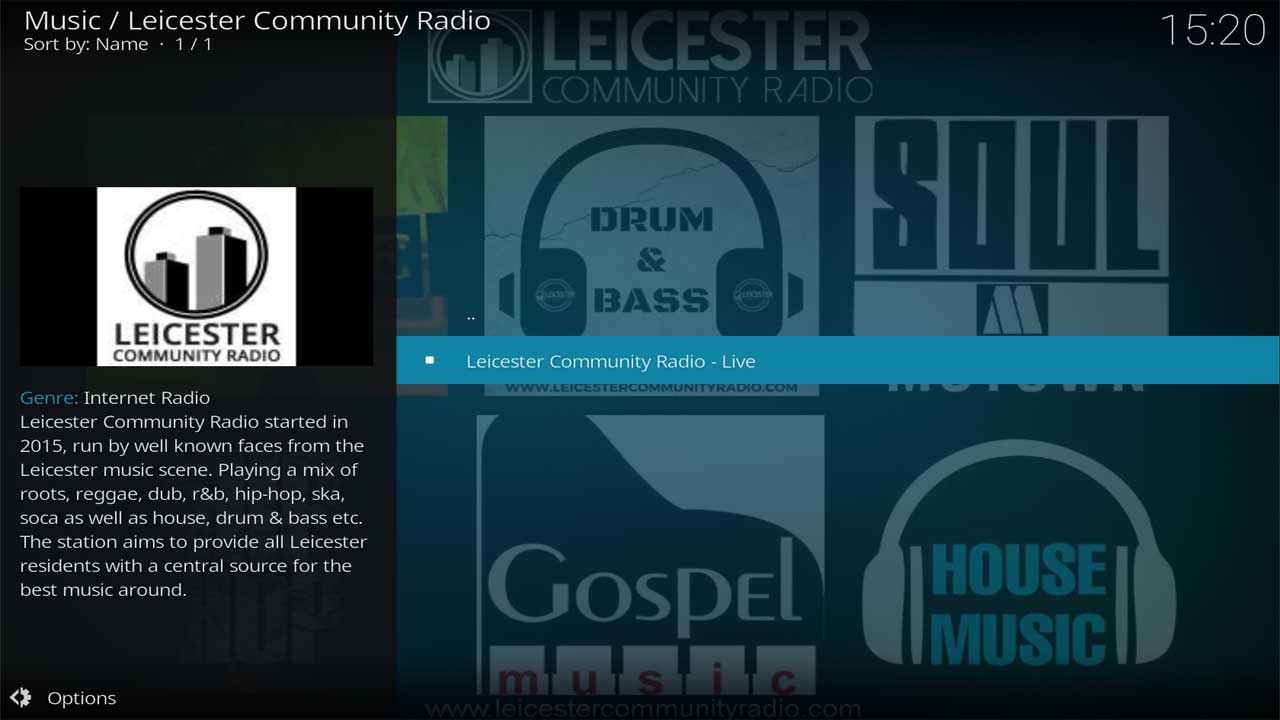 Music / Leicester Community Radio
Sort by: Name · 1 / 1
15:20
LEICESTER
COMMUNITY RADIO
DRUM
&
BASS
LEICESTER
LEICESTER
WWW.LEICESTERCOMMUNITYRADIO.COM
SOUL
M
MOTOWN
..
Leicester Community Radio - Live
LEICESTER
COMMUNITY RADIO
Genre: Internet Radio
Leicester Community Radio started in
2015, run by well known faces from the
Leicester music scene. Playing a mix of
roots, reggae, dub, r&b, hip-hop, ska,
soca as well as house, drum & bass etc.
The station aims to provide all Leicester
residents with a central source for the
best music around.
HOP
GOSPEL
music
HOUSE
MUSIC
www.leicestercommunityradio.com
Options